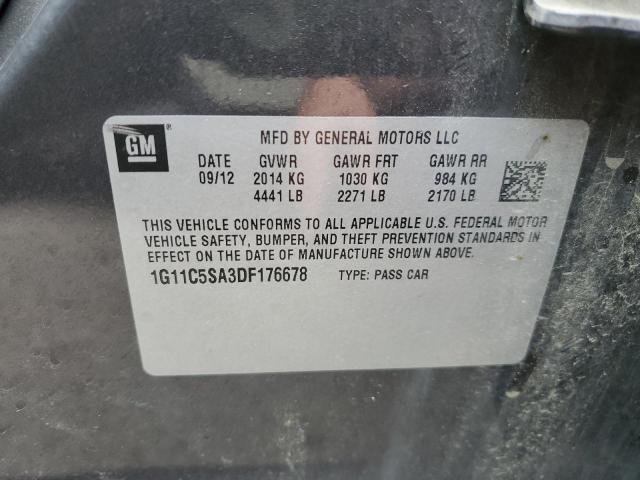 GM®
MFD BY GENERAL MOTORS LLC
DATE GVWR GAWR FRT GAWR RR
09/12 2014 KG 1030 KG 984 KG
4441 LB 2271 LB 2170 LB
THIS VEHICLE CONFORMS TO ALL APPLICABLE U.S. FEDERAL MOTOR
VEHICLE SAFETY, BUMPER, AND THEFT PREVENTION STANDARDS IN
EFFECT ON THE DATE OF MANUFACTURE SHOWN ABOVE.
1G11C5SA3DF176678 TYPE: PASS CAR